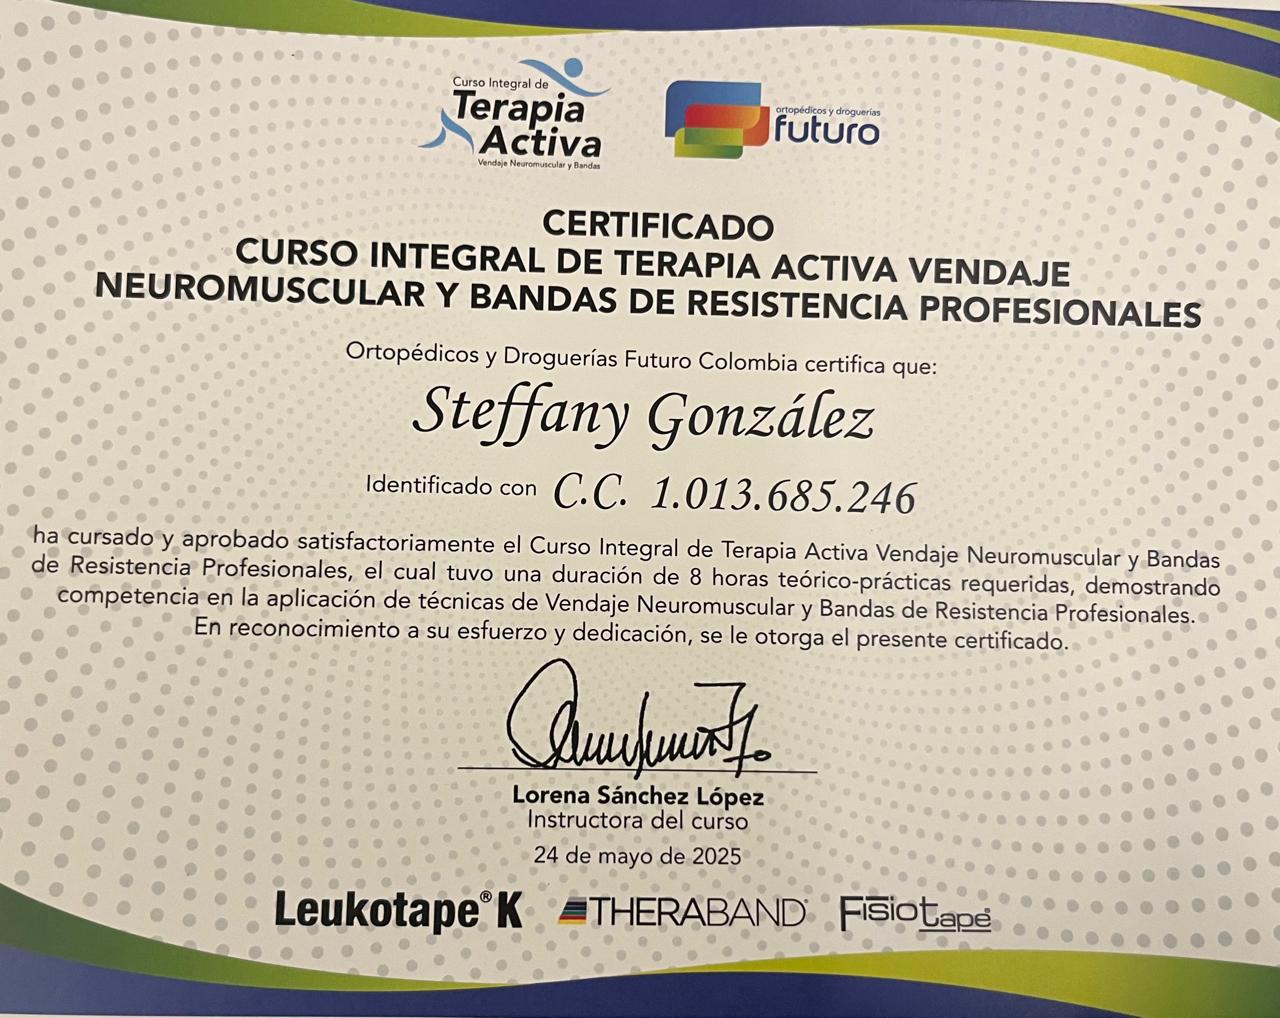 Curso Integral de
Terapia
Activa
Vendaje Neuromuscular y Bandas
ortopédicos y droguerías
futuro
CERTIFICADO
CURSO INTEGRAL DE TERAPIA ACTIVA VENDAJE
NEUROMUSCULAR Y BANDAS DE RESISTENCIA PROFESIONALES
Ortopédicos y Droguerías Futuro Colombia certifica que:
Steffany González
Identificado con C.C. 1.013.685.246
ha cursado y aprobado satisfactoriamente el Curso Integral de Terapia Activa Vendaje Neuromuscular y Bandas
de Resistencia Profesionales, el cual tuvo una duración de 8 horas teórico-prácticas requeridas, demostrando
competencia en la aplicación de técnicas de Vendaje Neuromuscular y Bandas de Resistencia Profesionales.
En reconocimiento a su esfuerzo y dedicación, se le otorga el presente certificado.
Lorena Sánchez López
Instructora del curso
24 de mayo de 2025
Leukotape® K THERABAND® Fisiotape®